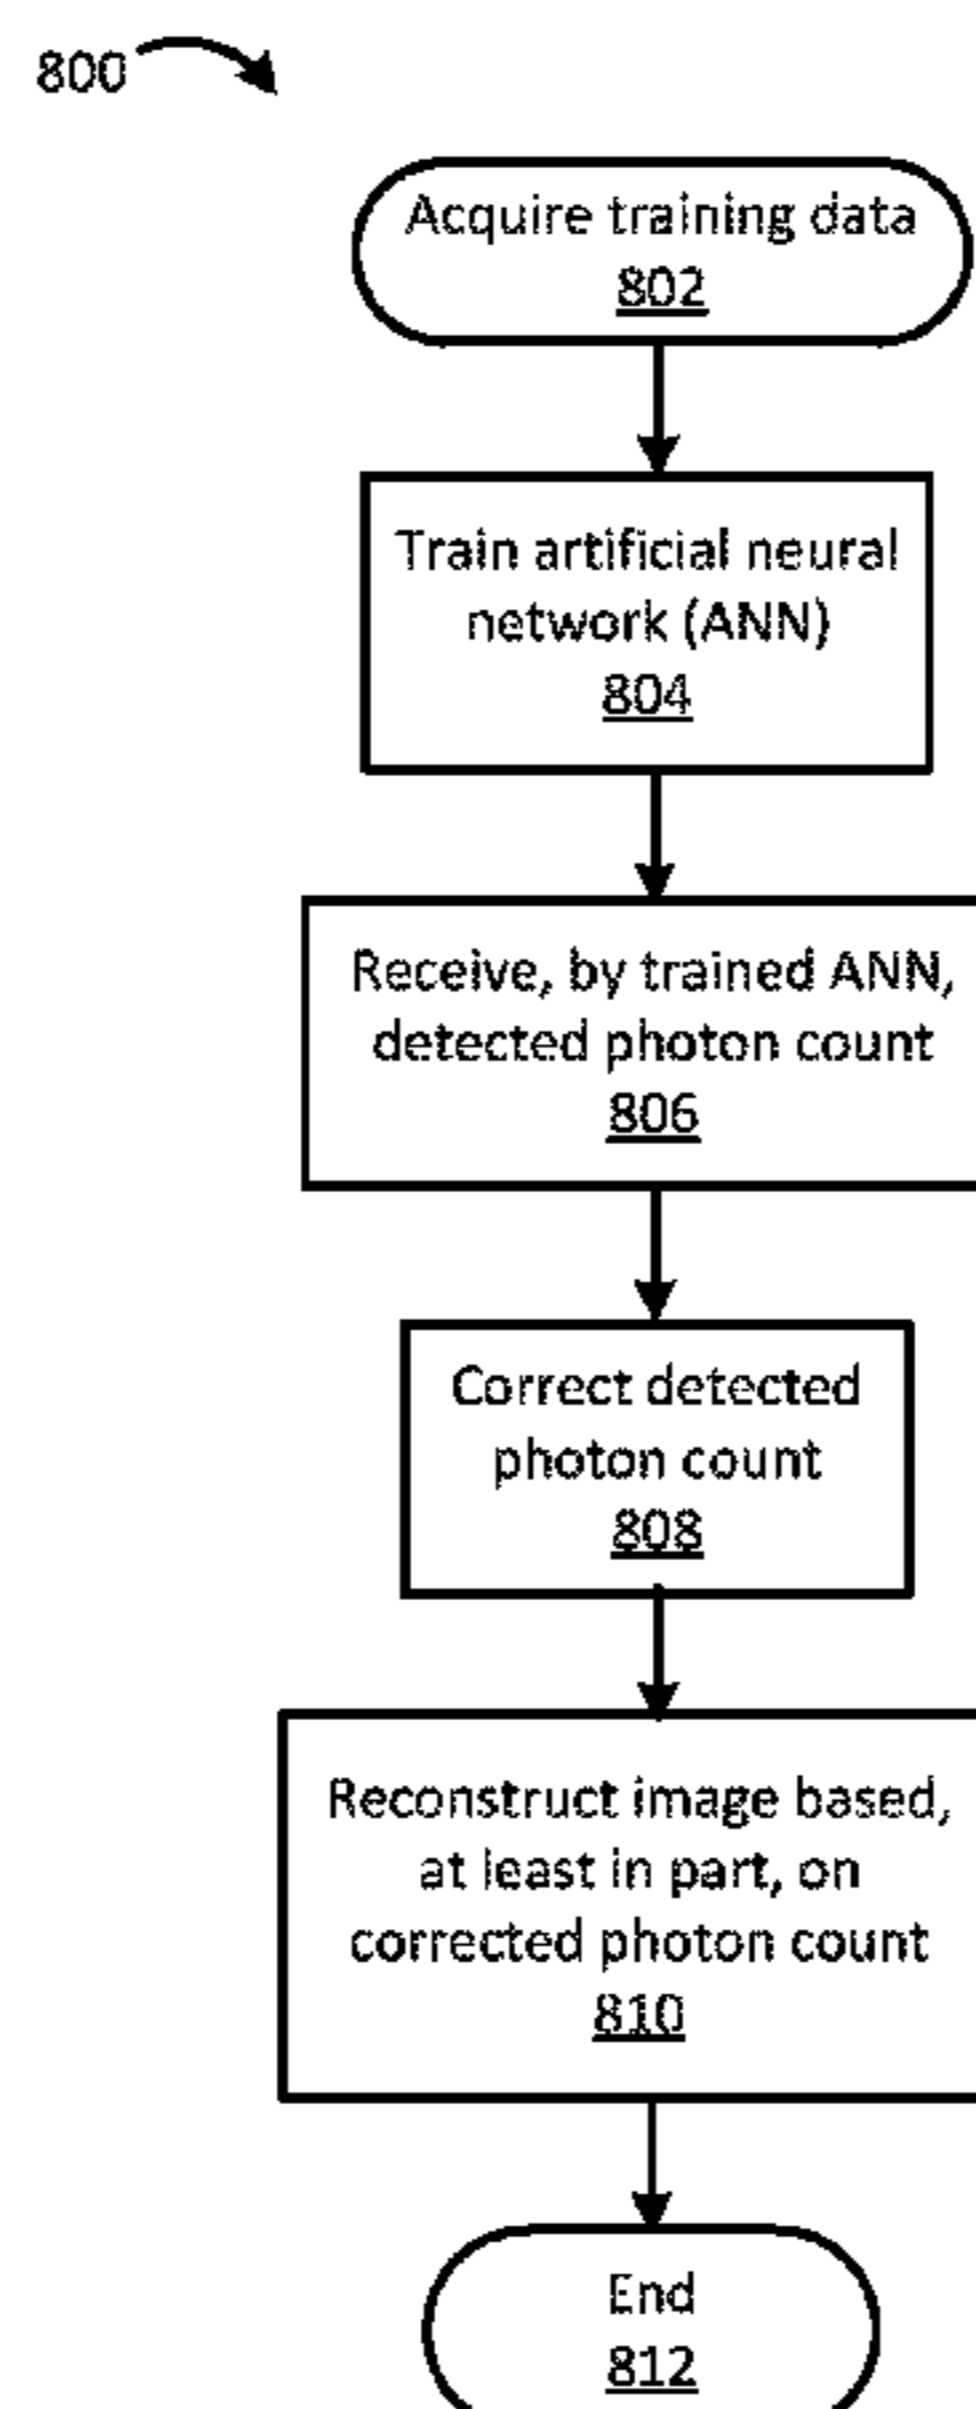 800
Acquire training data
802
Train artificial neural
network (ANN)
804
Receive, by trained ANN,
detected photon count
806
Correct detected
photon count
808
Reconstruct image based,
at least in part, on
corrected photon count
810
End
812